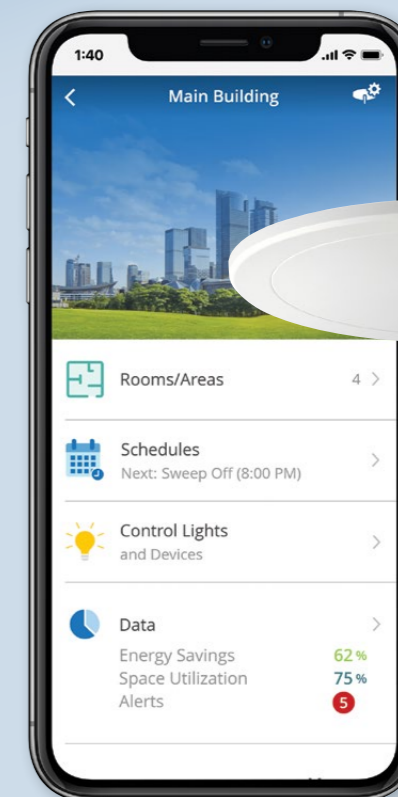 1:40
Main Building
Rooms/Areas 4
Schedules
Next: Sweep Off (8:00 PM)
Control Lights
and Devices
Data
Energy Savings 62%
Space Utilization 75%
Alerts 5